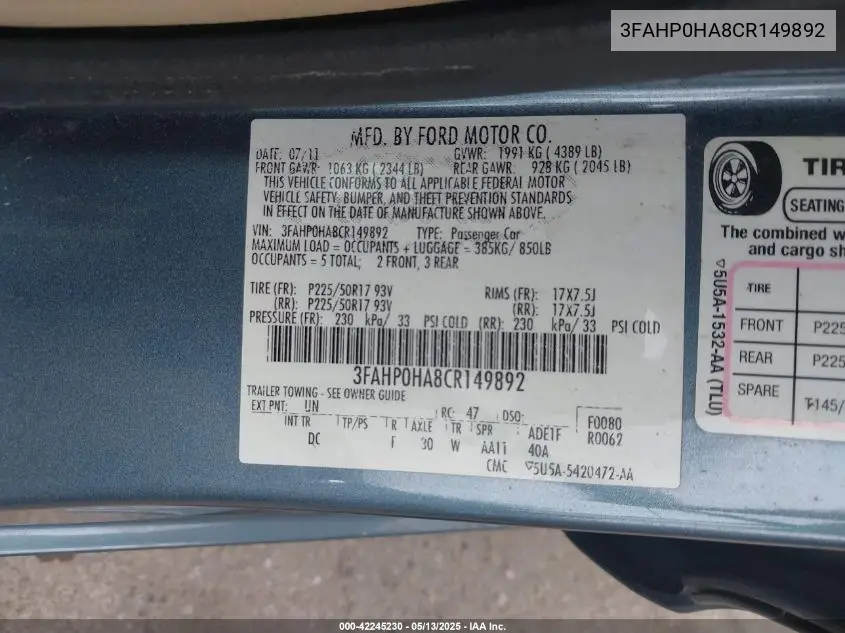 3FAHP0HA8CR149892
MFD. BY FORD MOTOR CO.
DATE: 07/11 GVWR: 1991 KG ( 4389 LB)
FRONT GAWR: 1063 KG ( 2344 LB) REAR GAWR: 928 KG ( 2045 LB)
THIS VEHICLE CONFORMS TO ALL APPLICABLE FEDERAL MOTOR
VEHICLE SAFETY, BUMPER, AND THEFT PREVENTION STANDARDS
IN EFFECT ON THE DATE OF MANUFACTURE SHOWN ABOVE.
VIN: 3FAHP0HA8CR149892 TYPE: Passenger Car
MAXIMUM LOAD = OCCUPANTS + LUGGAGE = 385KG/ 850LB
OCCUPANTS = 5 TOTAL; 2 FRONT, 3 REAR
TIRE (FR): P225/50R17 93V RIMS (FR): 17X7.5J
(RR): P225/50R17 93V (RR): 17X7.5J
PRESSURE (FR): 230 kPa/ 33 PSI COLD (RR): 230 kPa/ 33 PSI COLD
3FAHP0HA8CR149892
TRAILER TOWING - SEE OWNER GUIDE
EXT PNT: UN RC: 47 DSO: F0080
INT TR TP/PS R AXLE TR SPR ADE1F R0062
DC F 30 W AA11 40A
CMC 5U5A-5420472-AA
TIR
SEATING
The combined w
and cargo sh
5U5A-1532-AA (TLU)
TIRE
FRONT P225
REAR P225
SPARE T145/
000-42245230 - 05/13/2025 - IAA Inc.